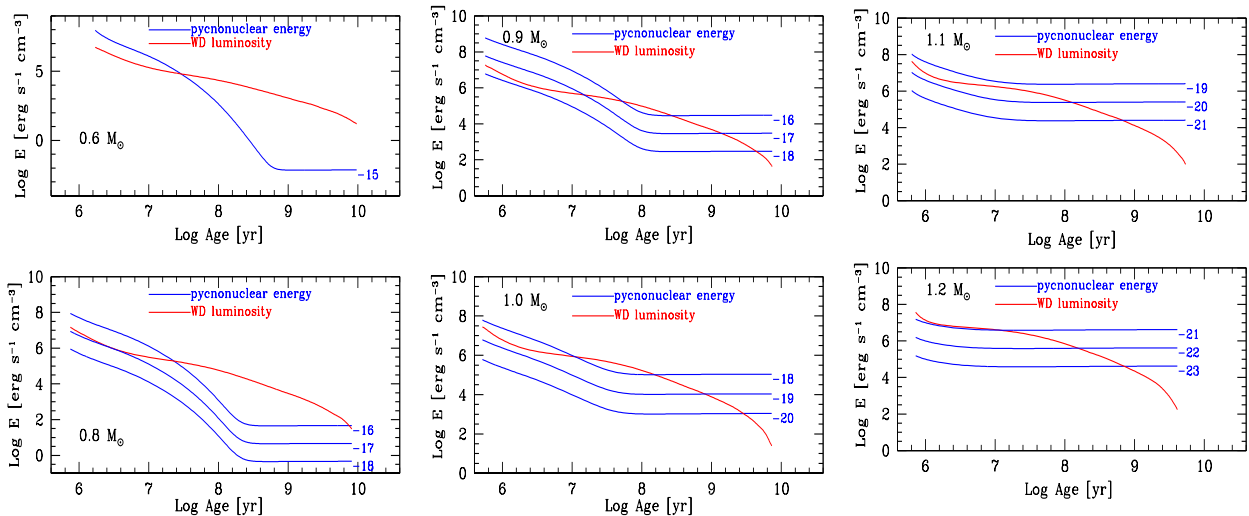 pycnonuclear energy
WD luminosity
0.6 M⊙
-15
Log E [erg s⁻¹ cm⁻³]
5
0
6 7 8 9 10
Log Age [yr]
0.9 M⊙
pycnonuclear energy
WD luminosity
-16
-17
-18
Log E [erg s⁻¹ cm⁻³]
10
8
6
4
2
0
6 7 8 9 10
Log Age [yr]
1.1 M⊙
pycnonuclear energy
WD luminosity
-19
-20
-21
Log E [erg s⁻¹ cm⁻³]
10
8
6
4
2
0
6 7 8 9 10
Log Age [yr]
pycnonuclear energy
WD luminosity
0.8 M⊙
-16
-17
-18
Log E [erg s⁻¹ cm⁻³]
10
8
6
4
2
0
6 7 8 9 10
Log Age [yr]
1.0 M⊙
pycnonuclear energy
WD luminosity
-18
-19
-20
Log E [erg s⁻¹ cm⁻³]
10
8
6
4
2
0
6 7 8 9 10
Log Age [yr]
1.2 M⊙
pycnonuclear energy
WD luminosity
-21
-22
-23
Log E [erg s⁻¹ cm⁻³]
10
8
6
4
2
0
6 7 8 9 10
Log Age [yr]